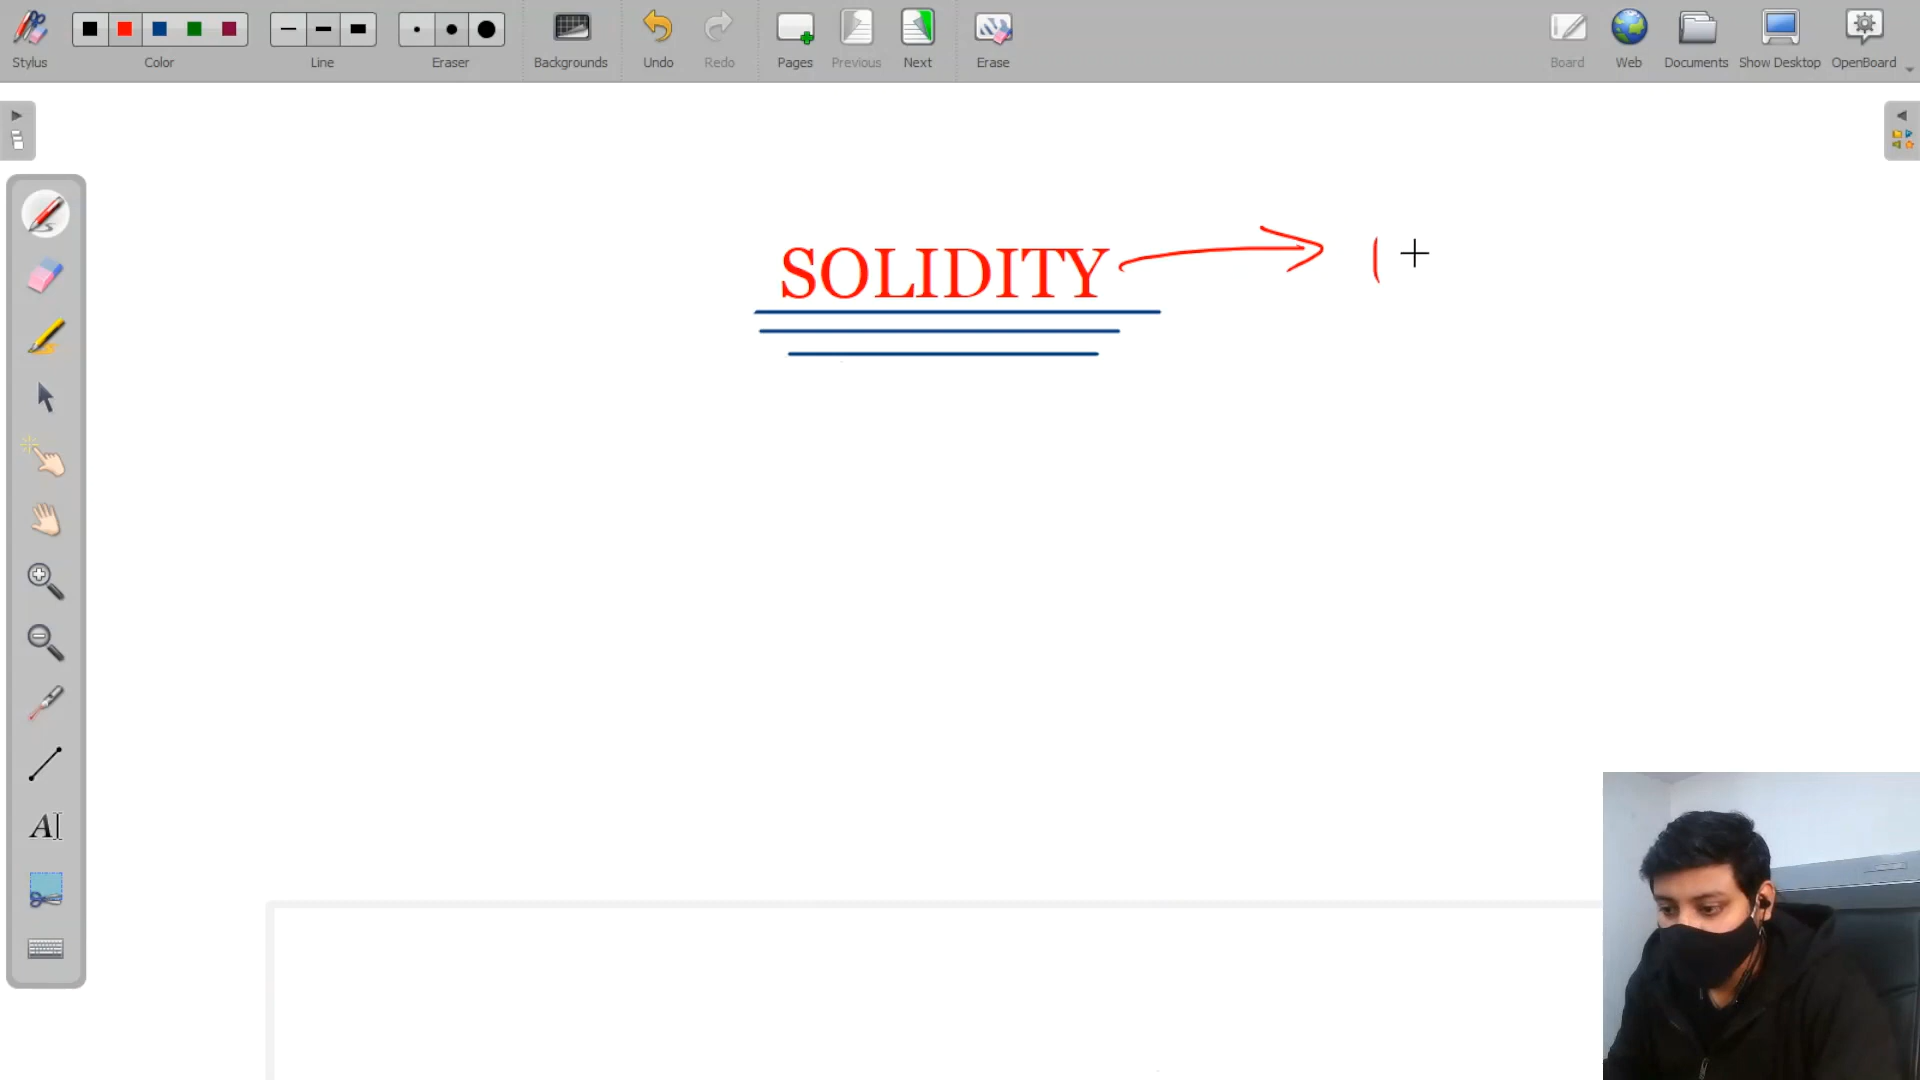 Stylus
Color
Line
Eraser
Backgrounds
Undo
Redo
Pages
Previous
Next
Erase
Board
Web
Documents
Show Desktop
OpenBoard
SOLIDITY